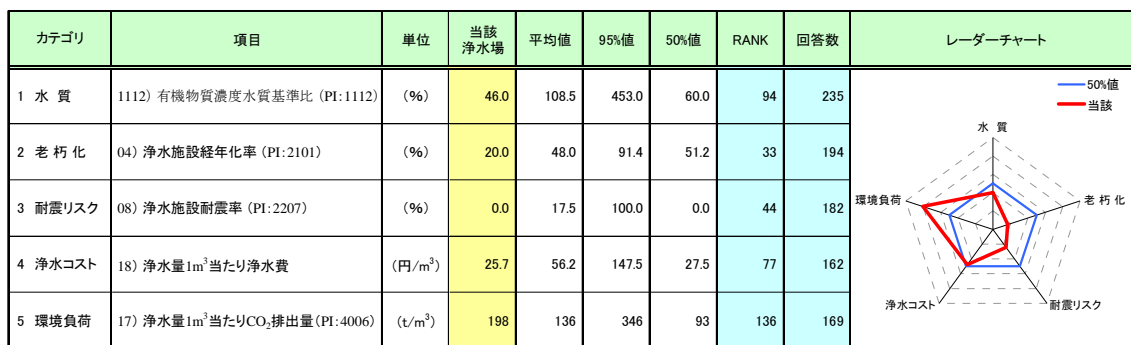 カテゴリ 項目 単位 当該浄水場 平均値 95%値 50%値 RANK 回答数 レーダーチャート
1 水 質 1112) 有機物質濃度水質基準比 (PI:1112) (%) 46.0 108.5 453.0 60.0 94 235
2 老 朽 化 04) 浄水施設経年化率 (PI:2101) (%) 20.0 48.0 91.4 51.2 33 194
3 耐震リスク 08) 浄水施設耐震率 (PI:2207) (%) 0.0 17.5 100.0 0.0 44 182
4 浄水コスト 18) 浄水量1m³当たり浄水費 (円/m³) 25.7 56.2 147.5 27.5 77 162
5 環境負荷 17) 浄水量1m³当たりCO₂排出量(PI:4006) (t/m³) 198 136 346 93 136 169
50%値
当該
水 質
環境負荷
老 朽 化
浄水コスト
耐震リスク